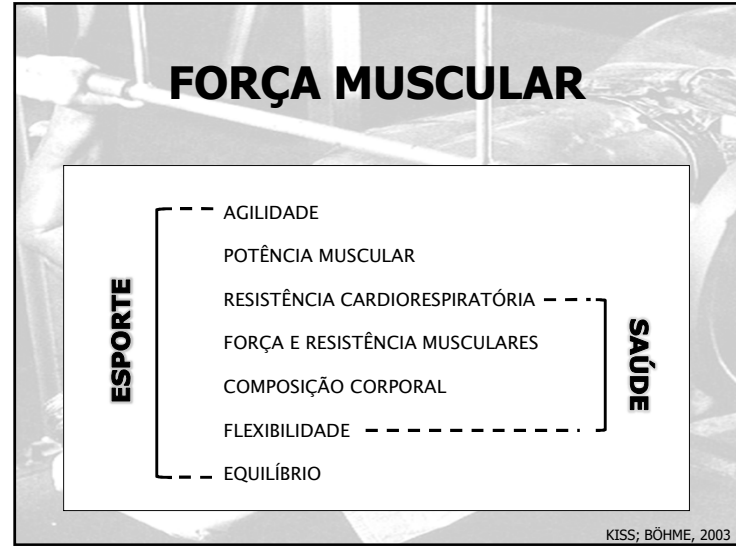 FORÇA MUSCULAR
ESPORTE
AGILIDADE
POTÊNCIA MUSCULAR
RESISTÊNCIA CARDIORESPIRATÓRIA
FORÇA E RESISTÊNCIA MUSCULARES
COMPOSIÇÃO CORPORAL
FLEXIBILIDADE
EQUILÍBRIO
SAÚDE
KISS; BÖHME, 2003